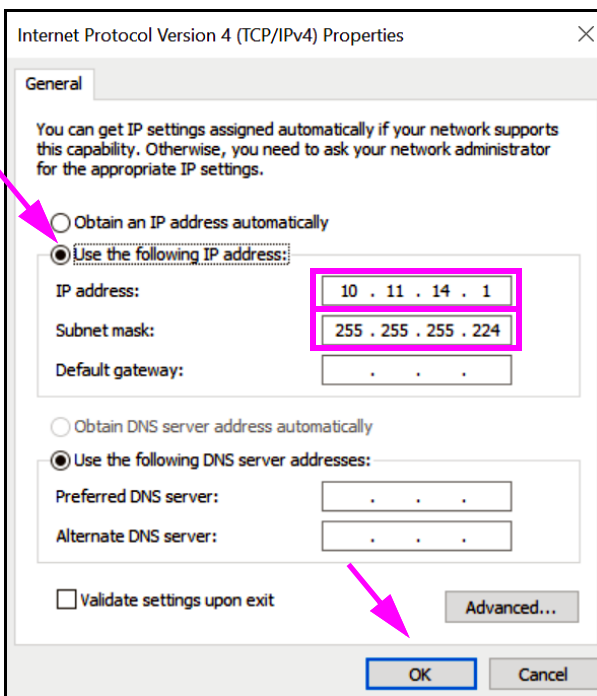 Internet Protocol Version 4 (TCP/IPv4) Properties
General
You can get IP settings assigned automatically if your network supports
this capability. Otherwise, you need to ask your network administrator
for the appropriate IP settings.
Obtain an IP address automatically
Use the following IP address:
IP address: 10 . 11 . 14 . 1
Subnet mask: 255 . 255 . 255 . 224
Default gateway: . . .
Obtain DNS server address automatically
Use the following DNS server addresses:
Preferred DNS server: . . .
Alternate DNS server: . . .
Validate settings upon exit
Advanced...
OK Cancel